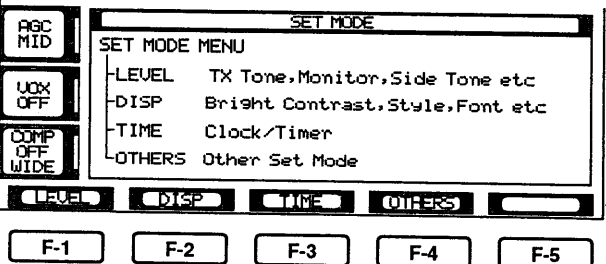 SET MODE
AGC
MID
SET MODE MENU
LEVEL TX Tone,Monitor,Side Tone etc
VOX
OFF
DISP Bright Contrast,Style,Font etc
TIME Clock/Timer
COMP
OFF
WIDE
OTHERS Other Set Mode
LEVEL DISP TIME OTHERS
F-1 F-2 F-3 F-4 F-5